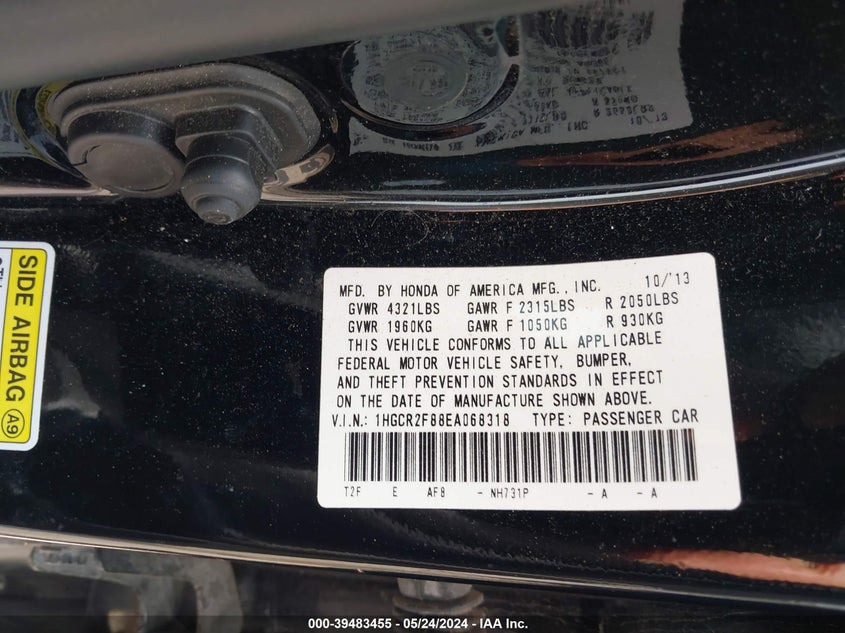 SIDE AIRBAG A9
MFD. BY HONDA OF AMERICA MFG., INC. 10/'13
GVWR 4321LBS GAWR F 2315LBS R 2050LBS
GVWR 1960KG GAWR F 1050KG R 930KG
THIS VEHICLE CONFORMS TO ALL APPLICABLE
FEDERAL MOTOR VEHICLE SAFETY, BUMPER,
AND THEFT PREVENTION STANDARDS IN EFFECT
ON THE DATE OF MANUFACTURE SHOWN ABOVE.
V.I.N.: 1HGCR2F88EA068318 TYPE: PASSENGER CAR
T2F E AF8 - NH731P - A - A
000-39483455 - 05/24/2024 - IAA Inc.